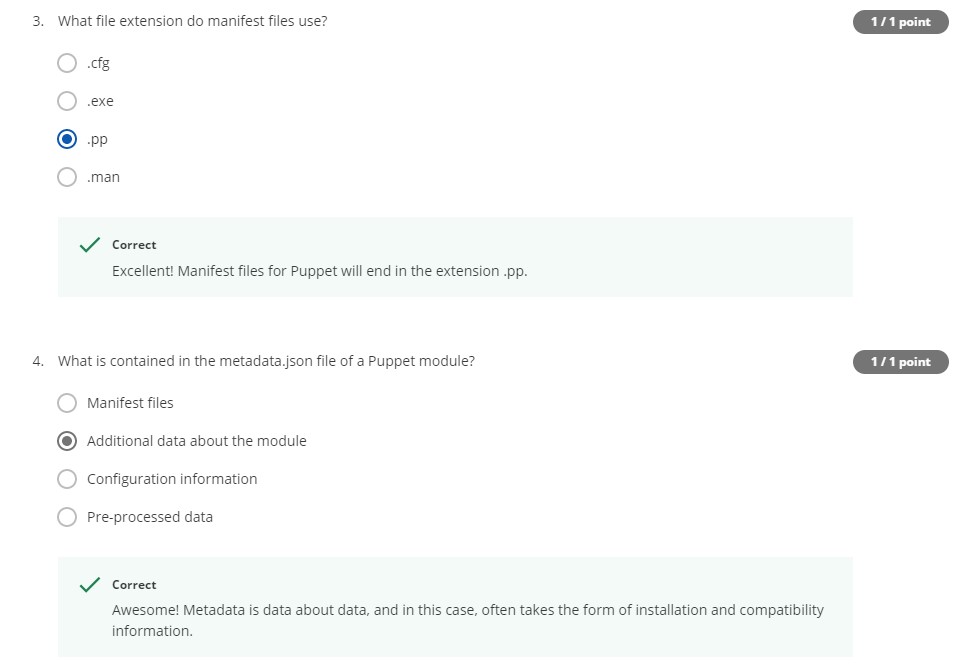 3. What file extension do manifest files use?
1 / 1 point
.cfg
.exe
.pp
.man
Correct
Excellent! Manifest files for Puppet will end in the extension .pp.
4. What is contained in the metadata.json file of a Puppet module?
1 / 1 point
Manifest files
Additional data about the module
Configuration information
Pre-processed data
Correct
Awesome! Metadata is data about data, and in this case, often takes the form of installation and compatibility
information.